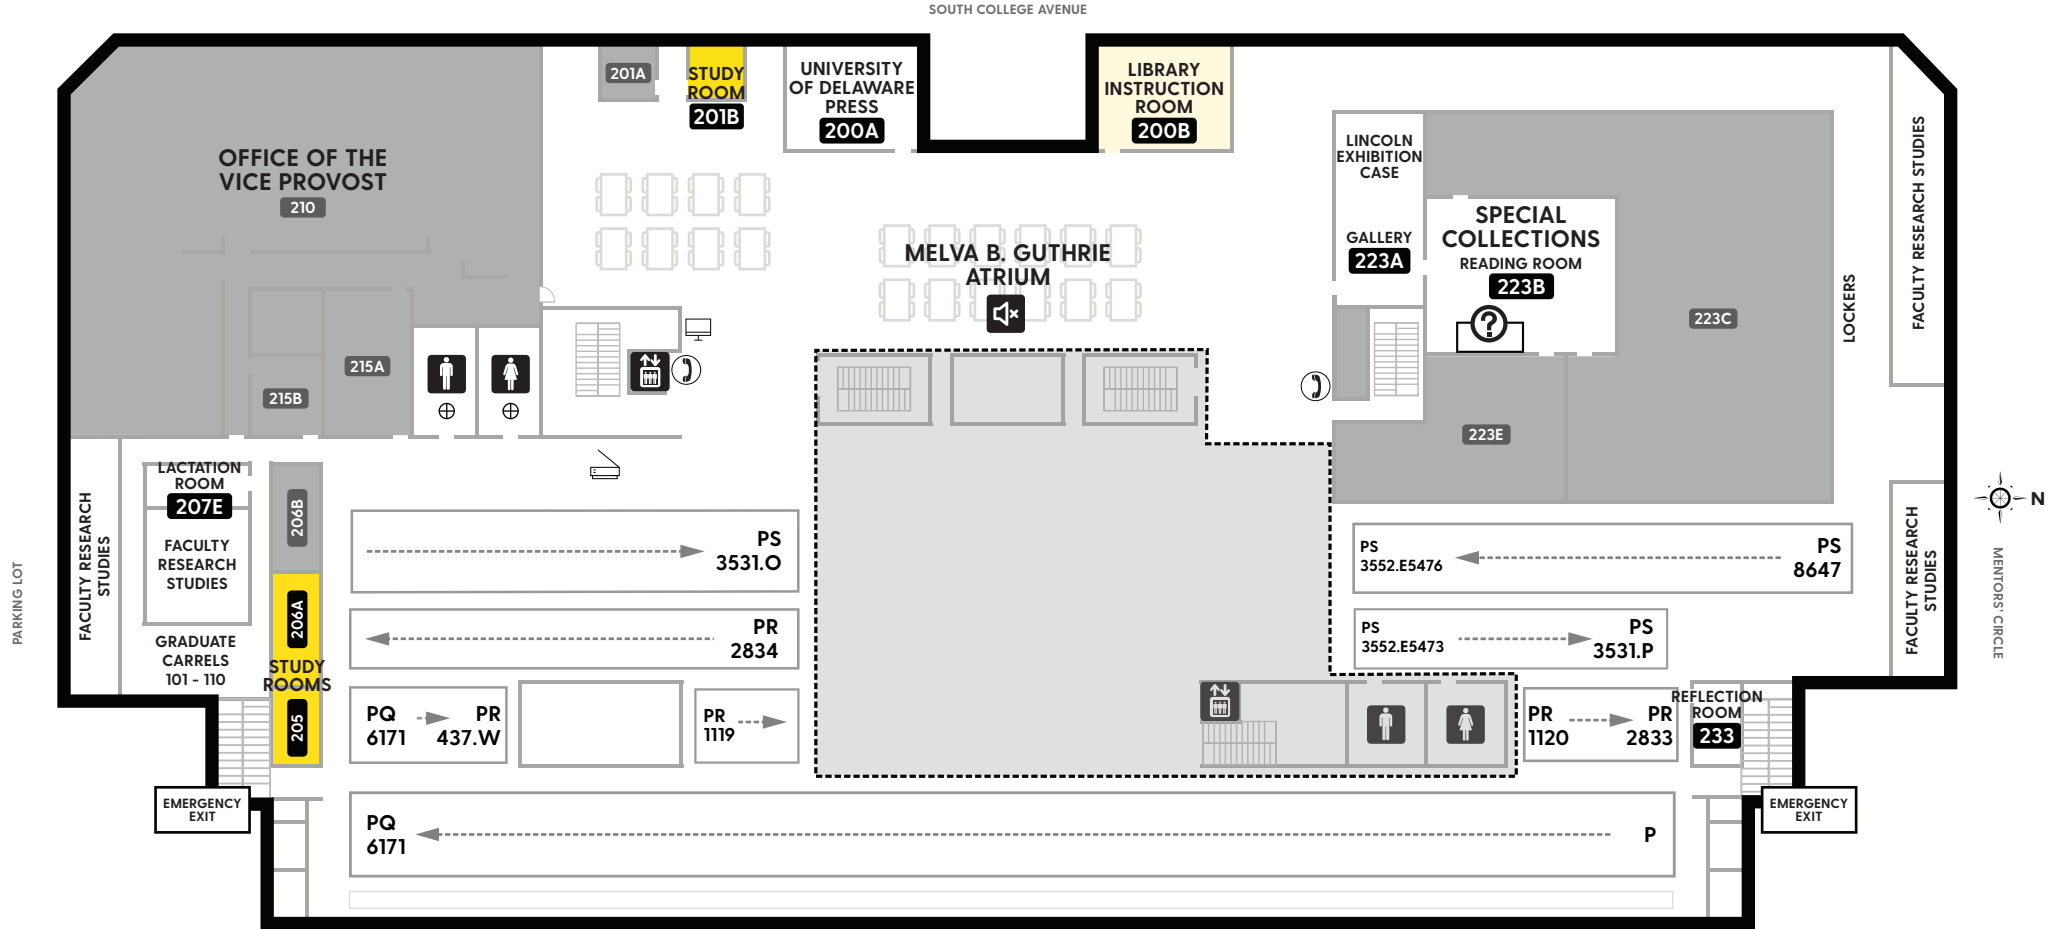 SOUTH COLLEGE AVENUE
201A
STUDY
ROOM
201B
UNIVERSITY
OF DELAWARE
PRESS
200A
LIBRARY
INSTRUCTION
ROOM
200B
OFFICE OF THE
VICE PROVOST
210
LINCOLN
EXHIBITION
CASE
GALLERY
223A
SPECIAL
COLLECTIONS
READING ROOM
223B
?
223C
LOCKERS
FACULTY RESEARCH STUDIES
MELVA B. GUTHRIE
ATRIUM
215A
215B
223E
LACTATION
ROOM
207E
FACULTY
RESEARCH
STUDIES
FACULTY RESEARCH
STUDIES
GRADUATE
CARRELS
101 - 110
206B
206A
STUDY
ROOMS
205
PARKING LOT
PS
3531.O
PR
2834
PQ
6171
PR
437.W
PR
1119
PS
3552.E5476
PS
8647
PS
3552.E5473
PS
3531.P
PR
1120
PR
2833
REFLECTION
ROOM
233
FACULTY RESEARCH
STUDIES
N
MENTORS' CIRCLE
EMERGENCY
EXIT
PQ
6171
P
EMERGENCY
EXIT